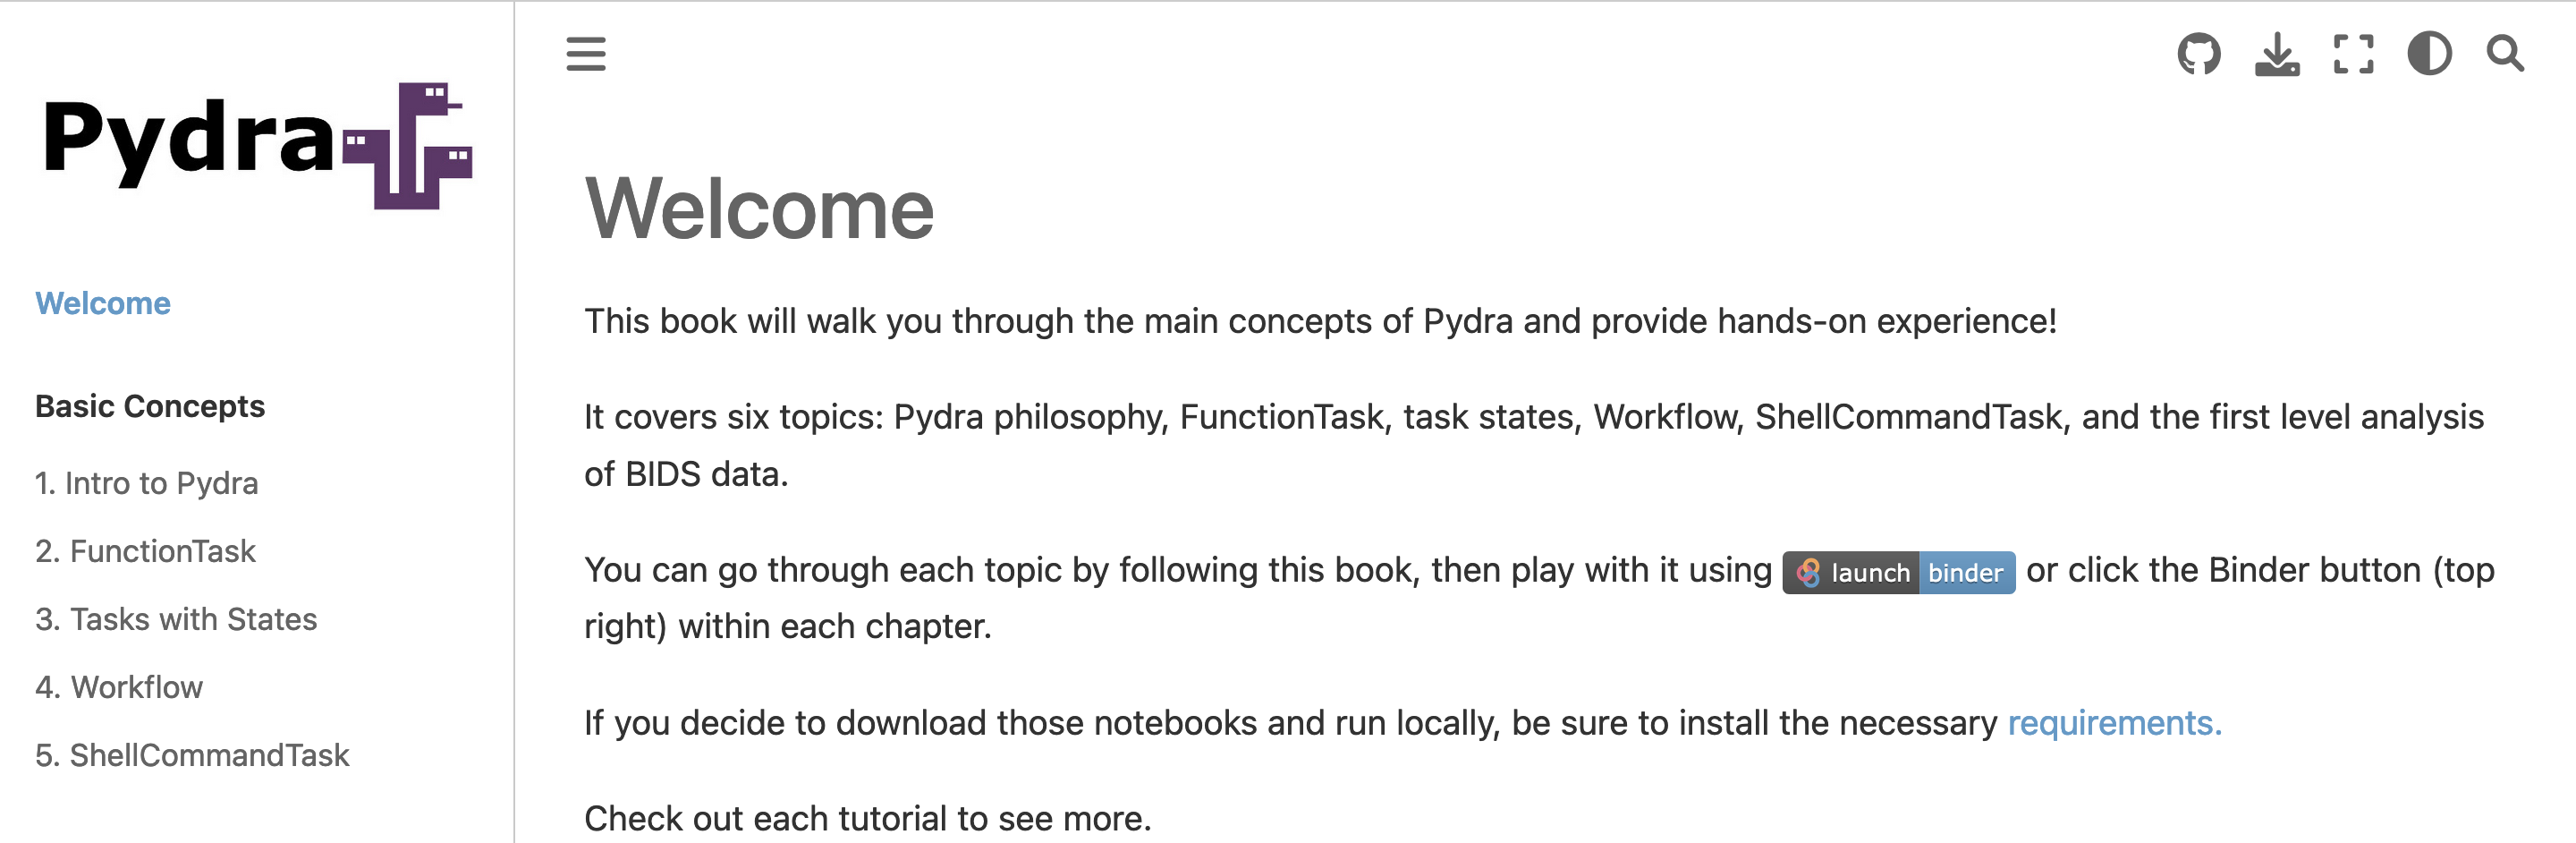 Pydra
Welcome
Basic Concepts
1. Intro to Pydra
2. FunctionTask
3. Tasks with States
4. Workflow
5. ShellCommandTask
Welcome
This book will walk you through the main concepts of Pydra and provide hands-on experience!
It covers six topics: Pydra philosophy, FunctionTask, task states, Workflow, ShellCommandTask, and the first level analysis
of BIDS data.
You can go through each topic by following this book, then play with it using launch binder or click the Binder button (top
right) within each chapter.
If you decide to download those notebooks and run locally, be sure to install the necessary requirements.
Check out each tutorial to see more.